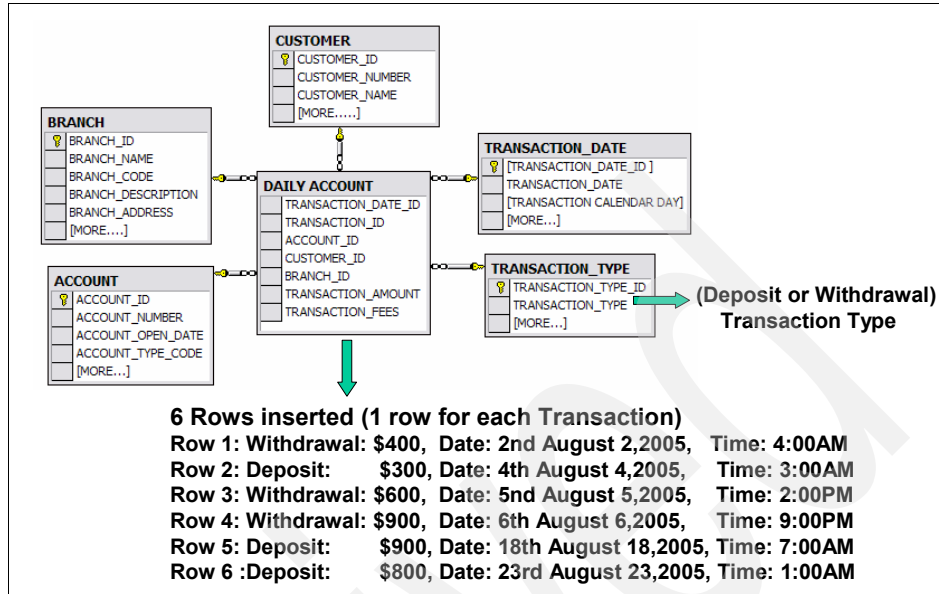 CUSTOMER
CUSTOMER_ID
CUSTOMER_NUMBER
CUSTOMER_NAME
[MORE.....]
BRANCH
BRANCH_ID
BRANCH_NAME
BRANCH_CODE
BRANCH_DESCRIPTION
BRANCH_ADDRESS
[MORE....]
TRANSACTION_DATE
[TRANSACTION_DATE_ID ]
TRANSACTION_DATE
[TRANSACTION CALENDAR DAY]
[MORE...]
DAILY ACCOUNT
TRANSACTION_DATE_ID
TRANSACTION_ID
ACCOUNT_ID
CUSTOMER_ID
BRANCH_ID
TRANSACTION_AMOUNT
TRANSACTION_FEES
ACCOUNT
ACCOUNT_ID
ACCOUNT_NUMBER
ACCOUNT_OPEN_DATE
ACCOUNT_TYPE_CODE
[MORE...]
TRANSACTION_TYPE
TRANSACTION_TYPE_ID
TRANSACTION_TYPE
[MORE...]
(Deposit or Withdrawal)
Transaction Type
6 Rows inserted (1 row for each Transaction)
Row 1: Withdrawal: $400, Date: 2nd August 2,2005, Time: 4:00AM
Row 2: Deposit: $300, Date: 4th August 4,2005, Time: 3:00AM
Row 3: Withdrawal: $600, Date: 5nd August 5,2005, Time: 2:00PM
Row 4: Withdrawal: $900, Date: 6th August 6,2005, Time: 9:00PM
Row 5: Deposit: $900, Date: 18th August 18,2005, Time: 7:00AM
Row 6 :Deposit: $800, Date: 23rd August 23,2005, Time: 1:00AM